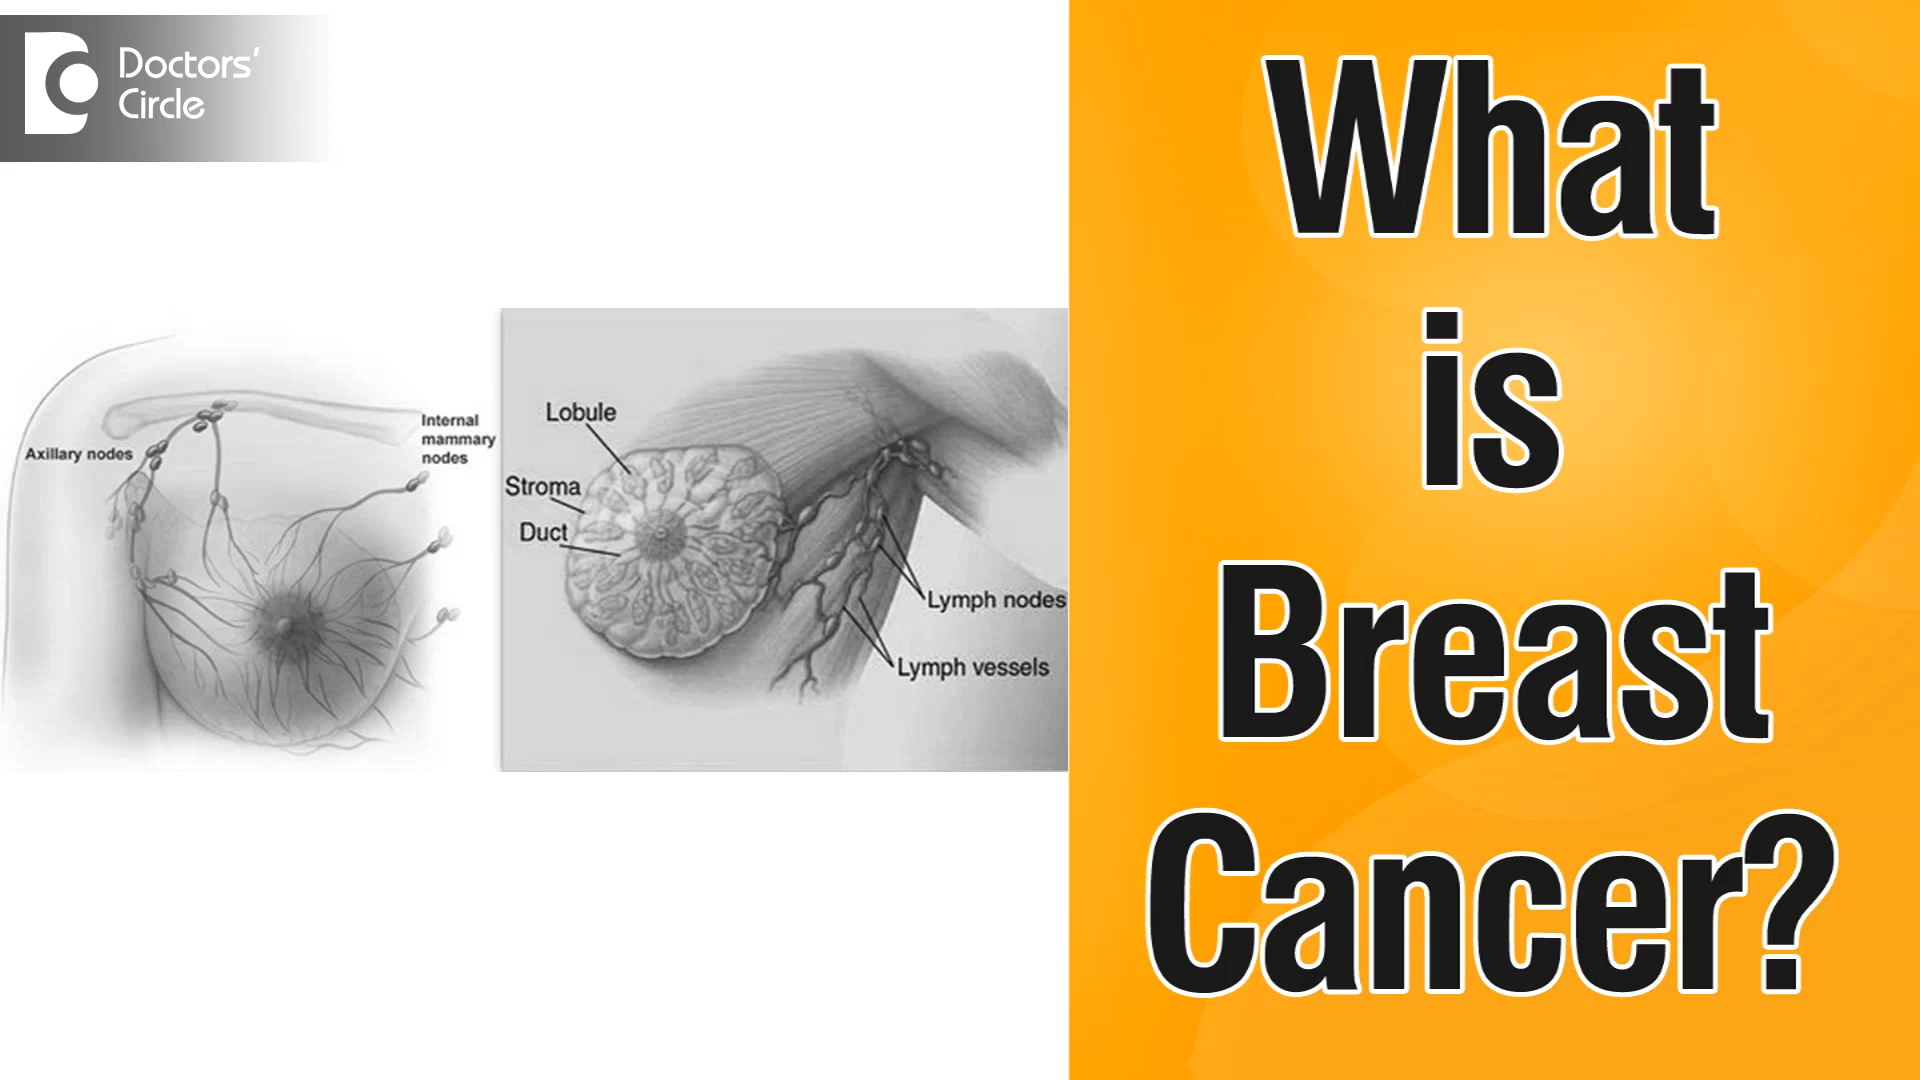 Doctors'
Circle
Axillary nodes
Internal
mammary
nodes
Lobule
Stroma
Duct
Lymph nodes
Lymph vessels
What
is
Breast
Cancer?